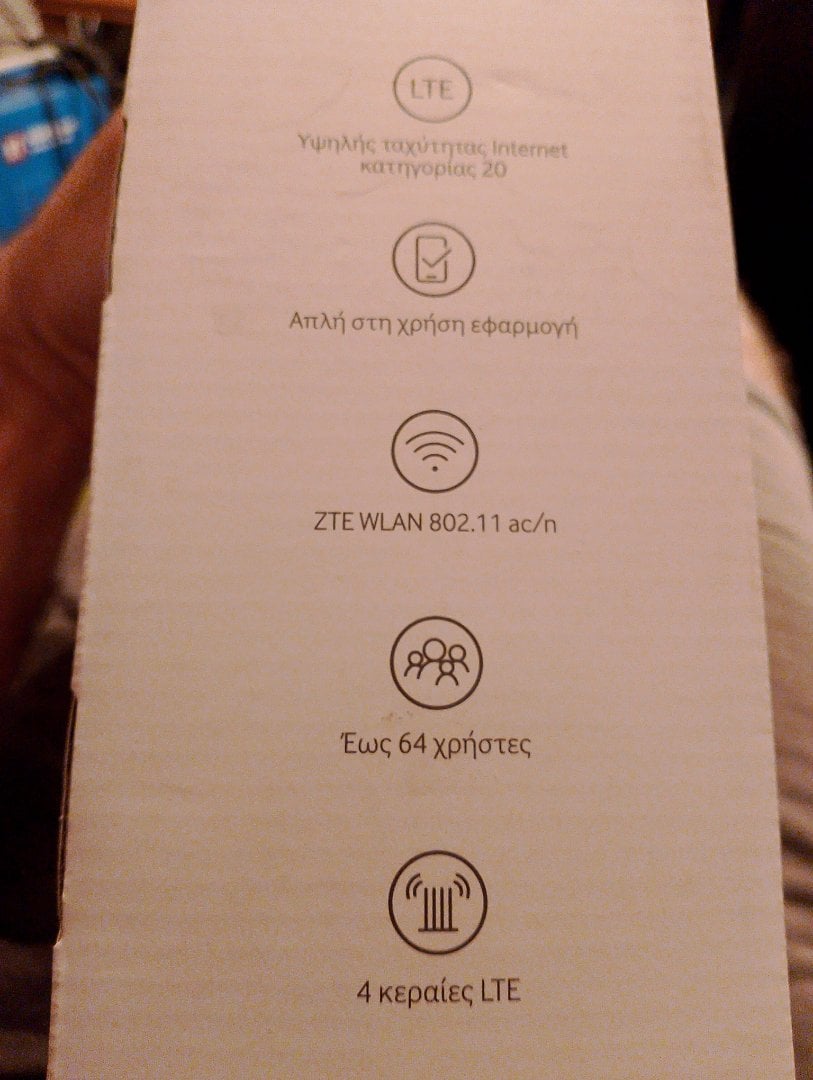 LTE
Υψηλής ταχύτητας Internet
κατηγορίας 20
Απλή στη χρήση εφαρμογή
ZTE WLAN 802.11 ac/n
Έως 64 χρήστες
4 κεραίες LTE